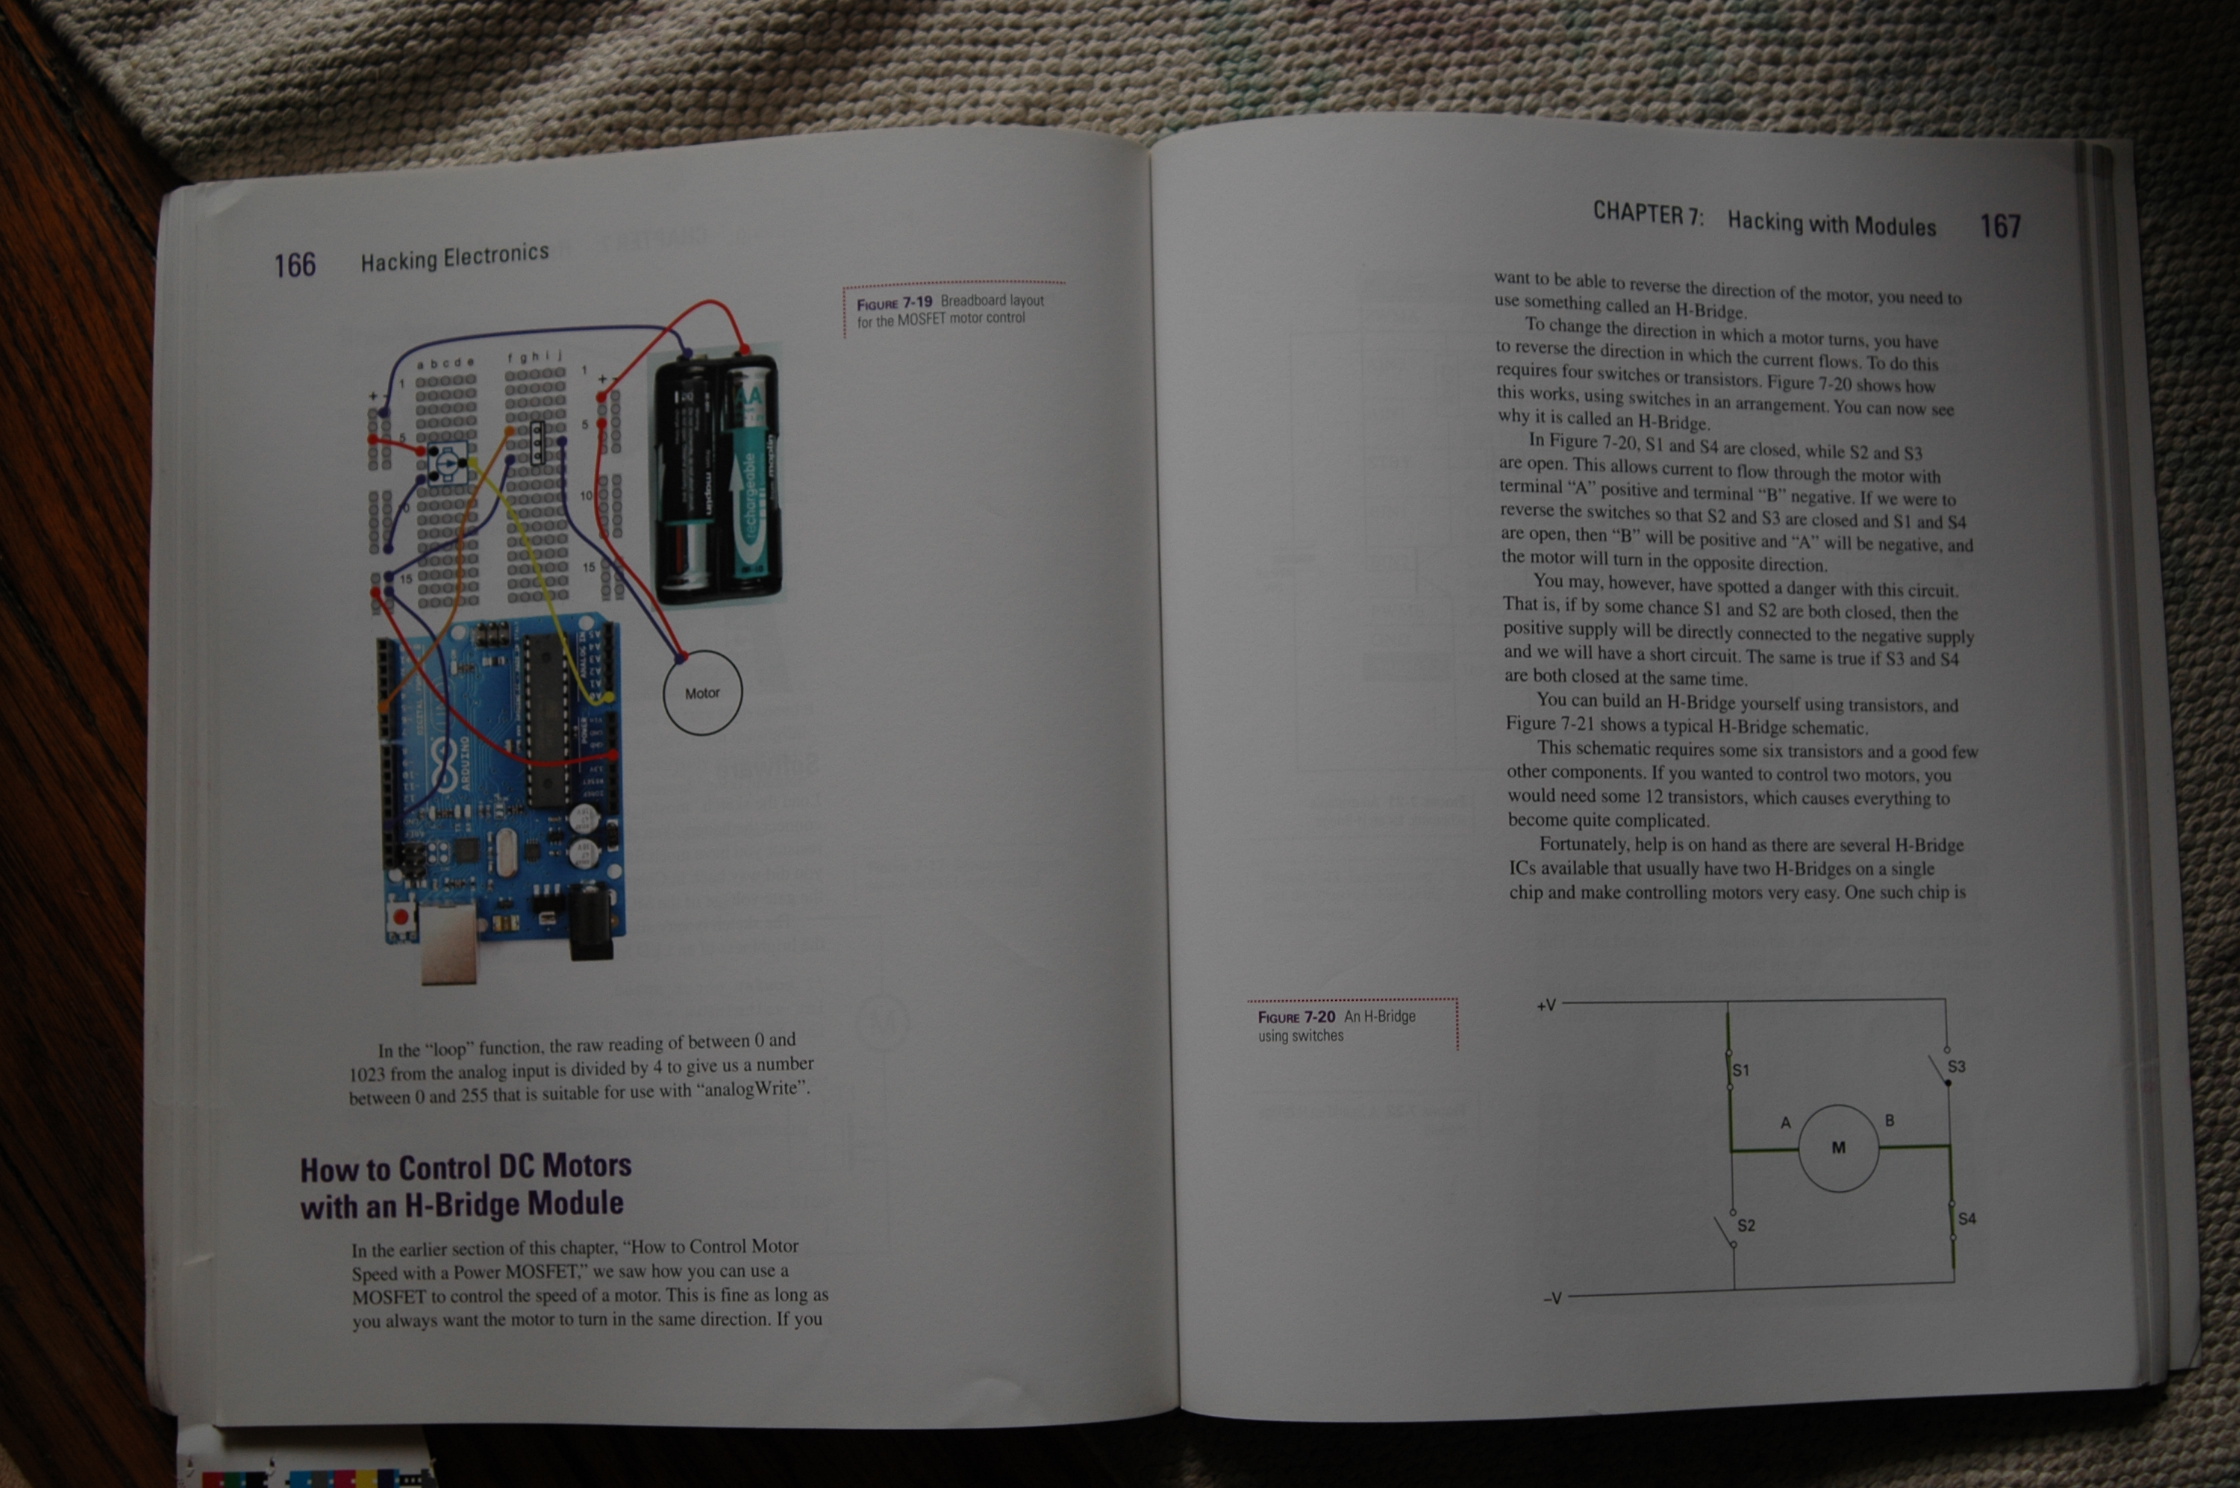 166 Hacking Electronics
FIGURE 7-19 Breadboard layout
for the MOSFET motor control
a b c d e
f g h i j
1
1
+
+ -
5
5
10
15
15
AA
rechargeable
maplin
Motor
ARDUINO
In the “loop” function, the raw reading of between 0 and
1023 from the analog input is divided by 4 to give us a number
between 0 and 255 that is suitable for use with “analogWrite”.
How to Control DC Motors
with an H-Bridge Module
In the earlier section of this chapter, “How to Control Motor
Speed with a Power MOSFET,” we saw how you can use a
MOSFET to control the speed of a motor. This is fine as long as
you always want the motor to turn in the same direction. If you
CHAPTER 7: Hacking with Modules 167
want to be able to reverse the direction of the motor, you need to
use something called an H-Bridge.
To change the direction in which a motor turns, you have
to reverse the direction in which the current flows. To do this
requires four switches or transistors. Figure 7-20 shows how
this works, using switches in an arrangement. You can now see
why it is called an H-Bridge.
In Figure 7-20, S1 and S4 are closed, while S2 and S3
are open. This allows current to flow through the motor with
terminal “A” positive and terminal “B” negative. If we were to
reverse the switches so that S2 and S3 are closed and S1 and S4
are open, then “B” will be positive and “A” will be negative, and
the motor will turn in the opposite direction.
You may, however, have spotted a danger with this circuit.
That is, if by some chance S1 and S2 are both closed, then the
positive supply will be directly connected to the negative supply
and we will have a short circuit. The same is true if S3 and S4
are both closed at the same time.
You can build an H-Bridge yourself using transistors, and
Figure 7-21 shows a typical H-Bridge schematic.
This schematic requires some six transistors and a good few
other components. If you wanted to control two motors, you
would need some 12 transistors, which causes everything to
become quite complicated.
Fortunately, help is on hand as there are several H-Bridge
ICs available that usually have two H-Bridges on a single
chip and make controlling motors very easy. One such chip is
FIGURE 7-20 An H-Bridge
using switches
+V
S1
S3
A
B
M
S2
S4
–V